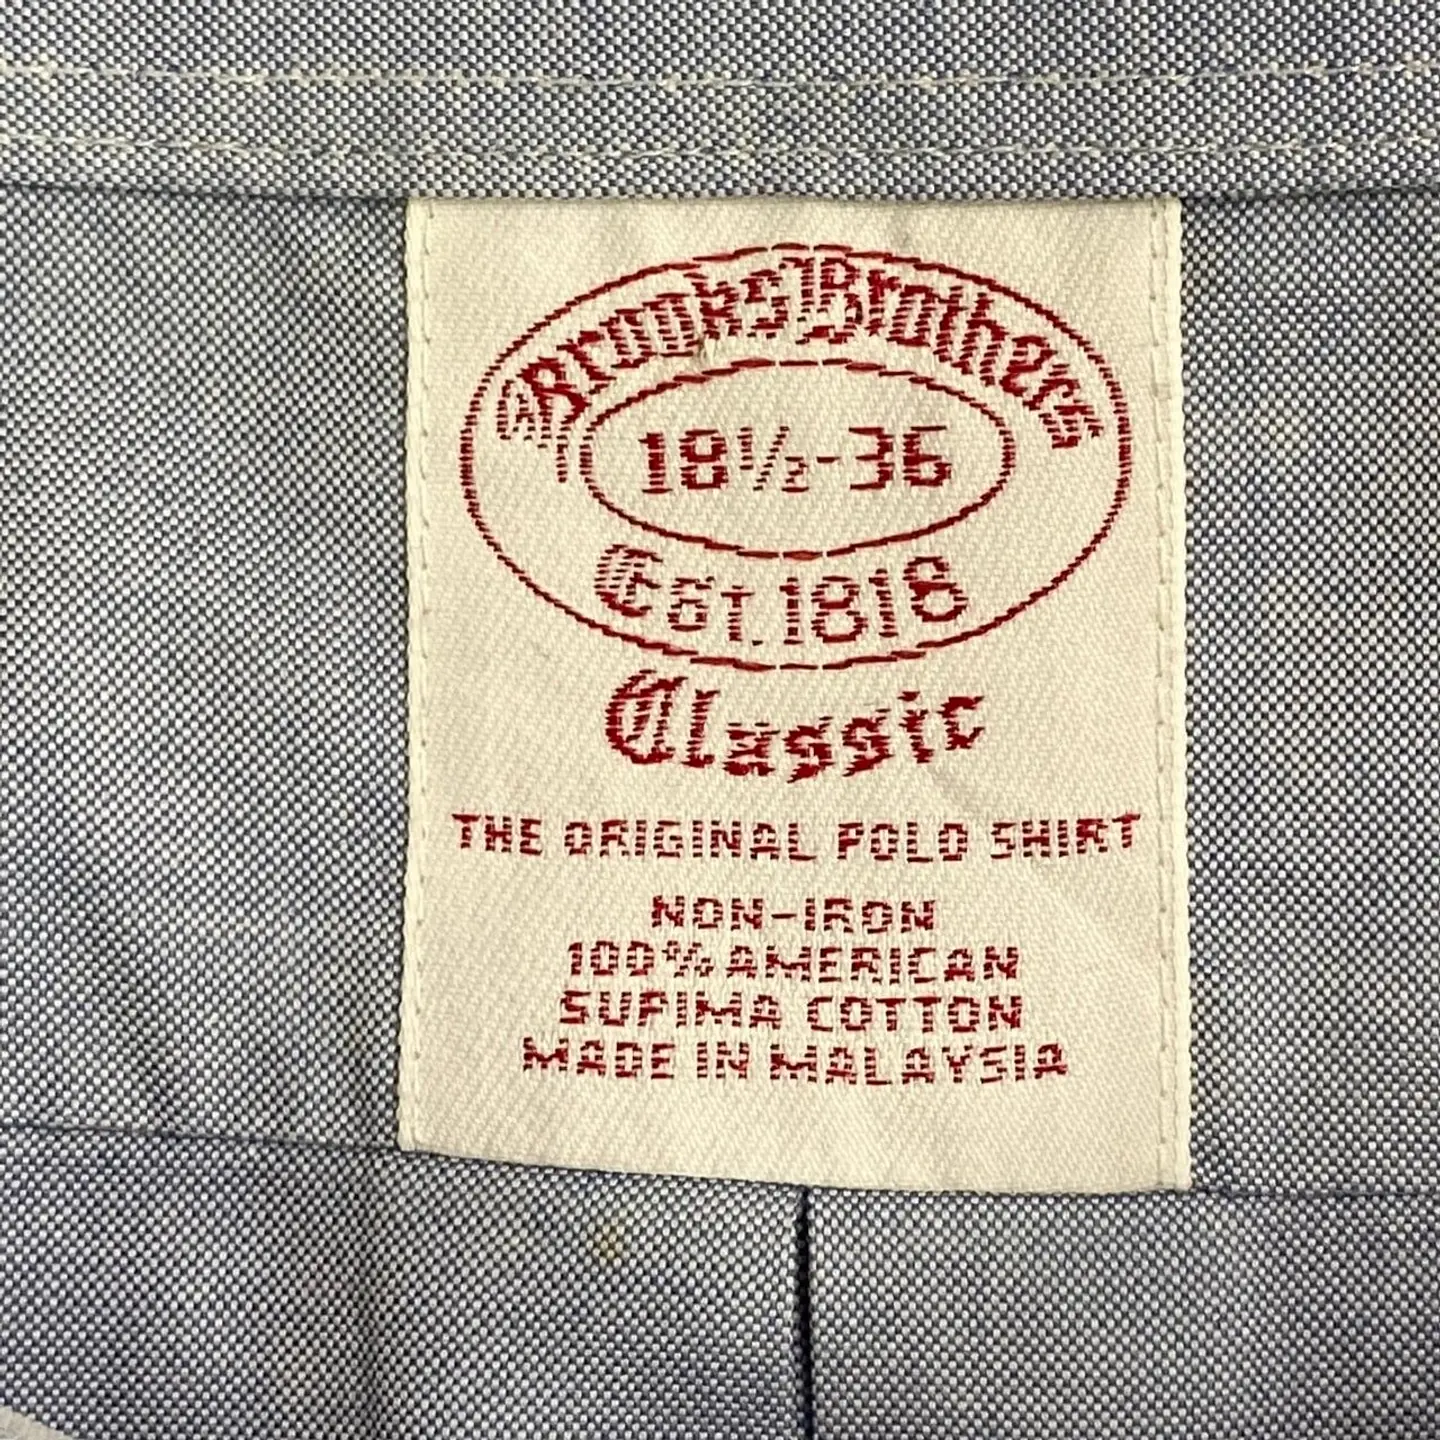 Brooks Brothers
18½-36
Est. 1818
Classic
THE ORIGINAL POLO SHIRT
NON-IRON
100% AMERICAN
SUPIMA COTTON
MADE IN MALAYSIA